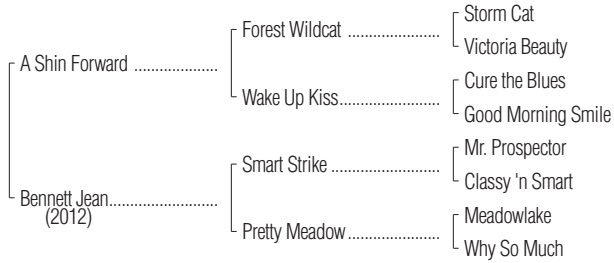 Storm Cat
Forest Wildcat ....................
Victoria Beauty
A Shin Forward ..................
Cure the Blues
Wake Up Kiss......................
Good Morning Smile
Mr. Prospector
Smart Strike ........................
Classy 'n Smart
Bennett Jean.......................
(2012)
Meadowlake
Pretty Meadow....................
Why So Much